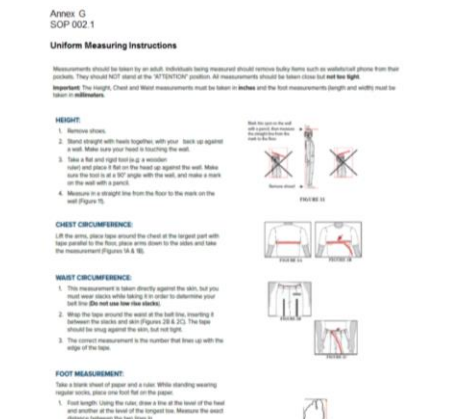 Annex G
SOP 002.1
Uniform Measuring Instructions
Measurements should be taken by an adult. Individuals being measured should remove bulky items such as wallets/cell phone from their
pockets. They should NOT stand at the "ATTENTION" position. All measurements should be taken close but not too tight.
Important: The Height, Chest and Waist measurements must be taken in inches and the foot measurements (length and width) must be
taken in millimeters.
HEIGHT:
1. Remove shoes.
2. Stand straight with heels together, with your back up against
a wall. Make sure your head is touching the wall.
3. Take a flat and rigid tool (e.g. a wooden
ruler) and place it flat on the head up against the wall. Make
sure the tool is at a 90° angle with the wall, and make a mark
on the wall with a pencil.
4. Measure in a straight line from the floor to the mark on the
wall (Figure 1).
CHEST CIRCUMFERENCE:
Lift the arms, place tape around the chest at the largest part with
tape parallel to the floor, place arms down to the sides and take
the measurement (Figures 1A & 1B).
WAIST CIRCUMFERENCE:
1. This measurement is taken directly against the skin, but you
must wear slacks while taking it in order to determine your
belt line (Do not use low rise slacks).
2. Wrap the tape around the waist at the belt line, inserting it
between the slacks and skin (Figures 2B & 2C). The tape
should be snug against the skin, but not tight.
3. The correct measurement is the number that lines up with the
edge of the tape.
FOOT MEASUREMENT:
Take a blank sheet of paper and a ruler. While standing wearing
regular socks, place one foot flat on the paper.
1. Foot length: Using the ruler, draw a line at the level of the heel
and another at the level of the longest toe. Measure the exact
distance between the two lines in